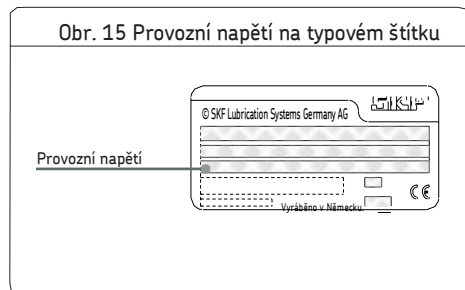 Obr. 15 Provozní napětí na typovém štítku
© SKF Lubrication Systems Germany AG
SKF
Provozní napětí
CE
Vyráběno v Německu.